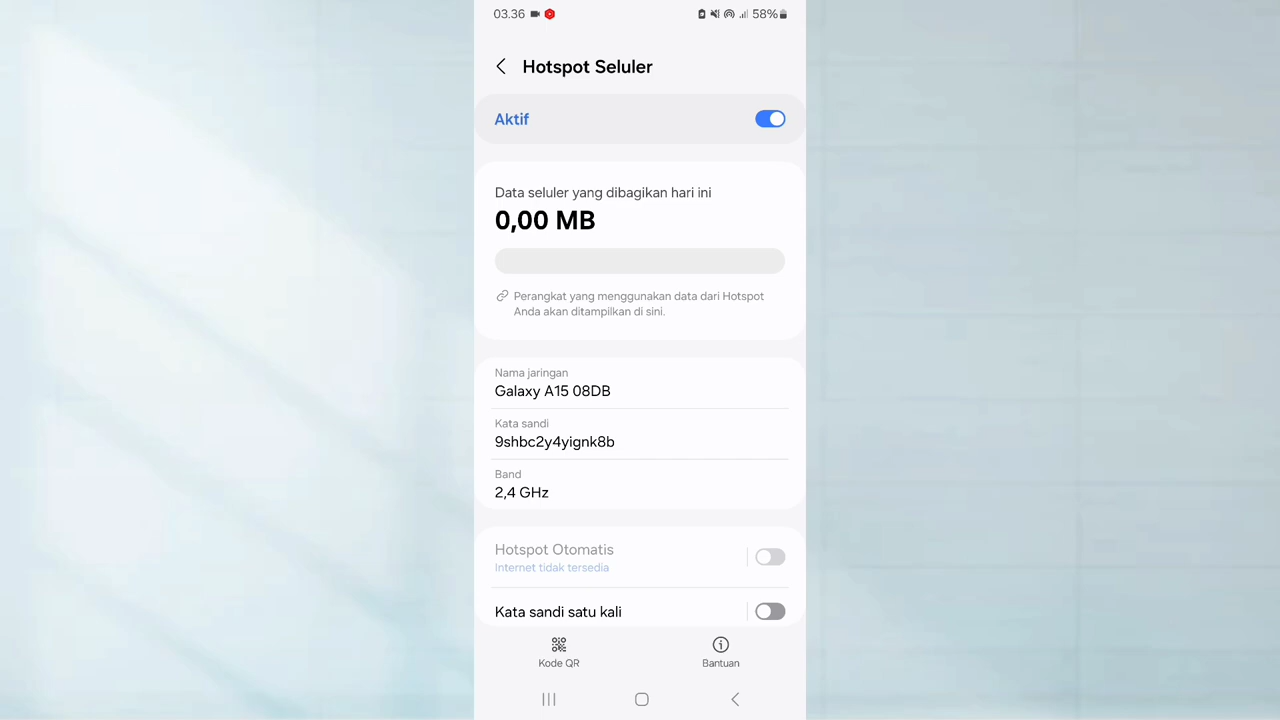 03.36
58%
Hotspot Seluler
Aktif
Data seluler yang dibagikan hari ini
0,00 MB
Perangkat yang menggunakan data dari Hotspot
Anda akan ditampilkan di sini.
Nama jaringan
Galaxy A15 08DB
Kata sandi
9shbc2y4yignk8b
Band
2,4 GHz
Hotspot Otomatis
Internet tidak tersedia
Kata sandi satu kali
Kode QR
Bantuan